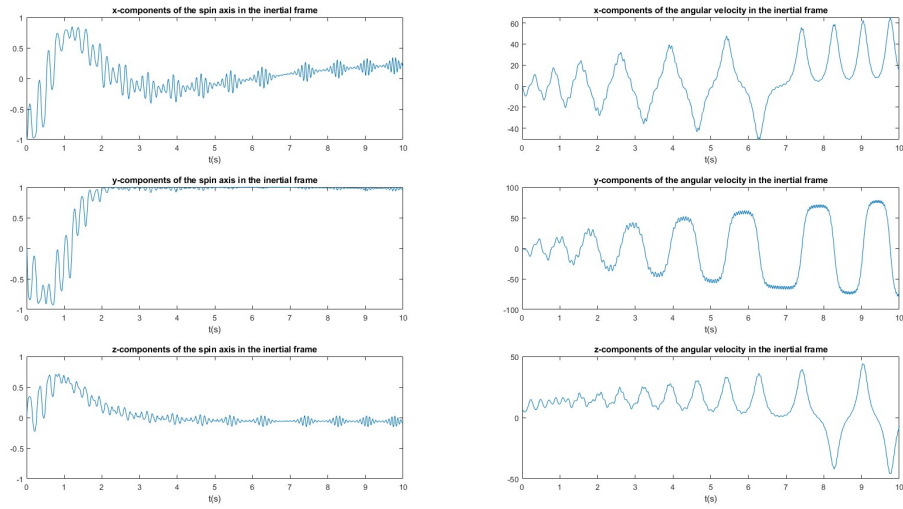 x-components of the spin axis in the inertial frame
1
0.5
0
-0.5
-1
0 1 2 3 4 5 6 7 8 9 10
t(s)
x-components of the angular velocity in the inertial frame
60
40
20
0
-20
-40
0 1 2 3 4 5 6 7 8 9 10
t(s)
y-components of the spin axis in the inertial frame
1
0.5
0
-0.5
-1
0 1 2 3 4 5 6 7 8 9 10
t(s)
y-components of the angular velocity in the inertial frame
100
50
0
-50
-100
0 1 2 3 4 5 6 7 8 9 10
t(s)
z-components of the spin axis in the inertial frame
1
0.5
0
-0.5
-1
0 1 2 3 4 5 6 7 8 9 10
t(s)
z-components of the angular velocity in the inertial frame
50
0
-50
0 1 2 3 4 5 6 7 8 9 10
t(s)